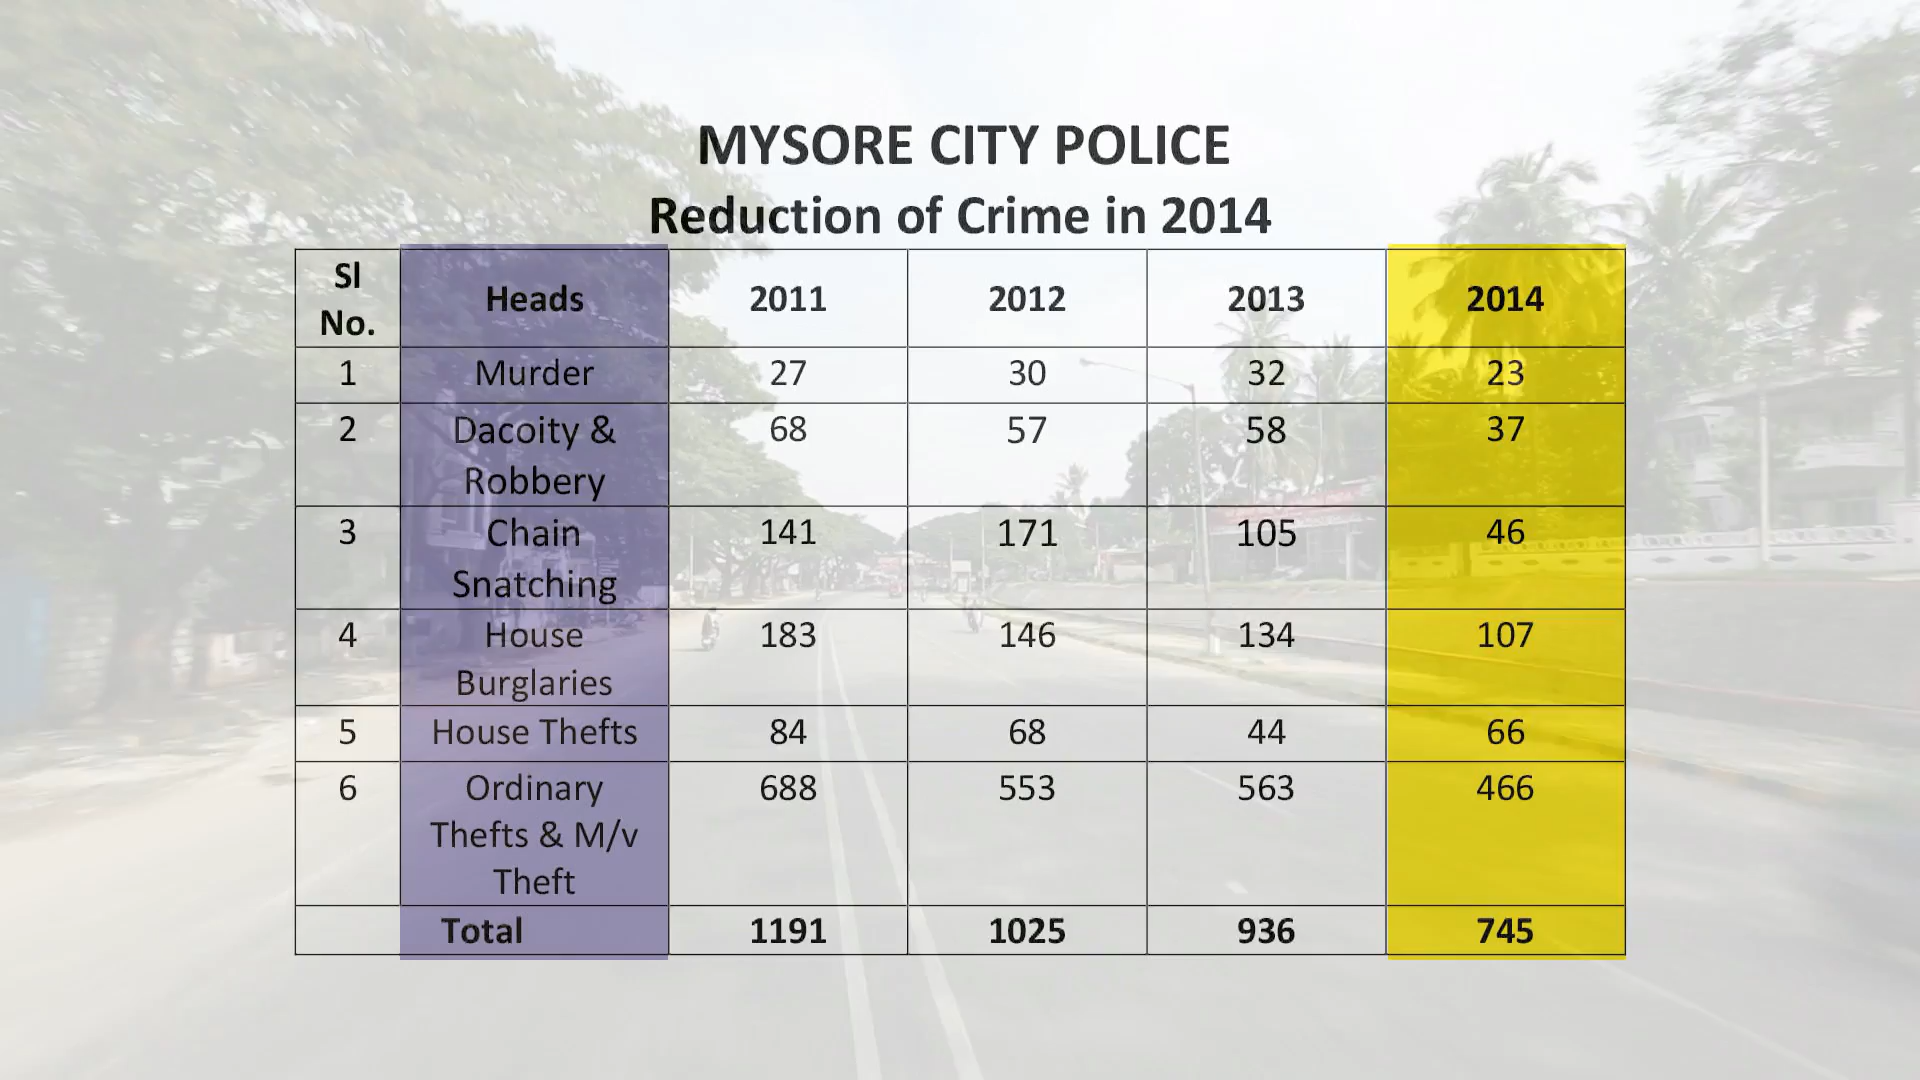 MYSORE CITY POLICE
Reduction of Crime in 2014
Sl No. Heads 2011 2012 2013 2014
1 Murder 27 30 32 23
2 Dacoity & Robbery 68 57 58 37
3 Chain Snatching 141 171 105 46
4 House Burglaries 183 146 134 107
5 House Thefts 84 68 44 66
6 Ordinary Thefts & M/v Theft 688 553 563 466
Total 1191 1025 936 745